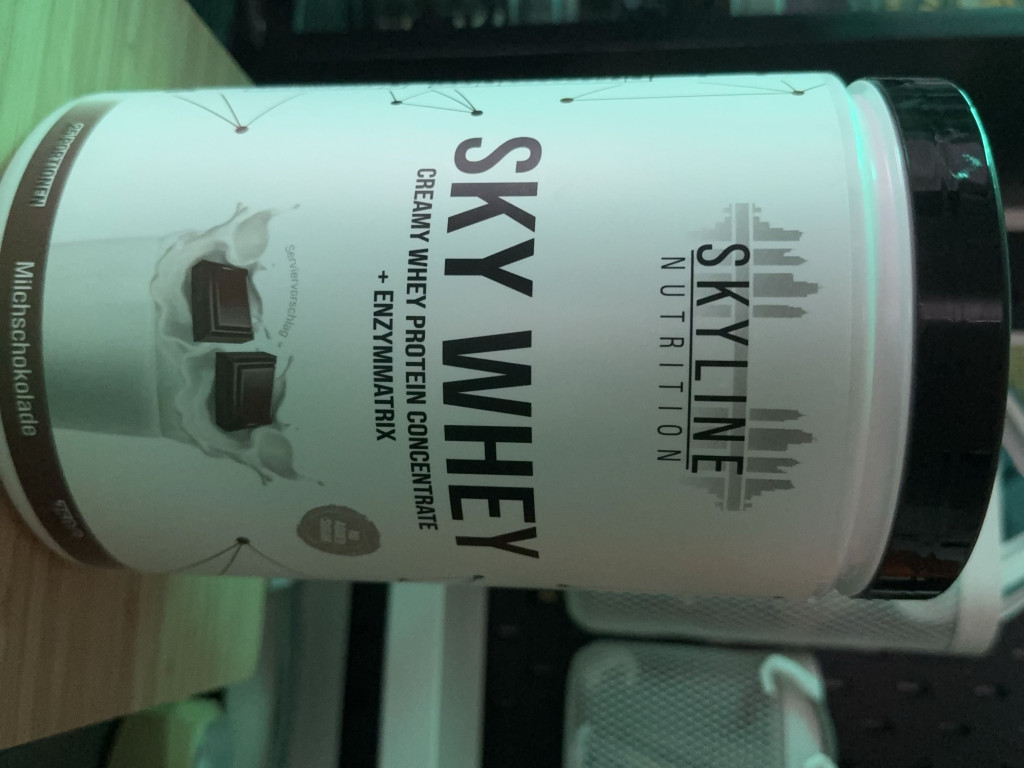 SKYLINE
NUTRITION
SKY WHEY
CREAMY WHEY PROTEIN CONCENTRATE
+ ENZYMMATRIX
Serviervorschlag
Milchschokolade